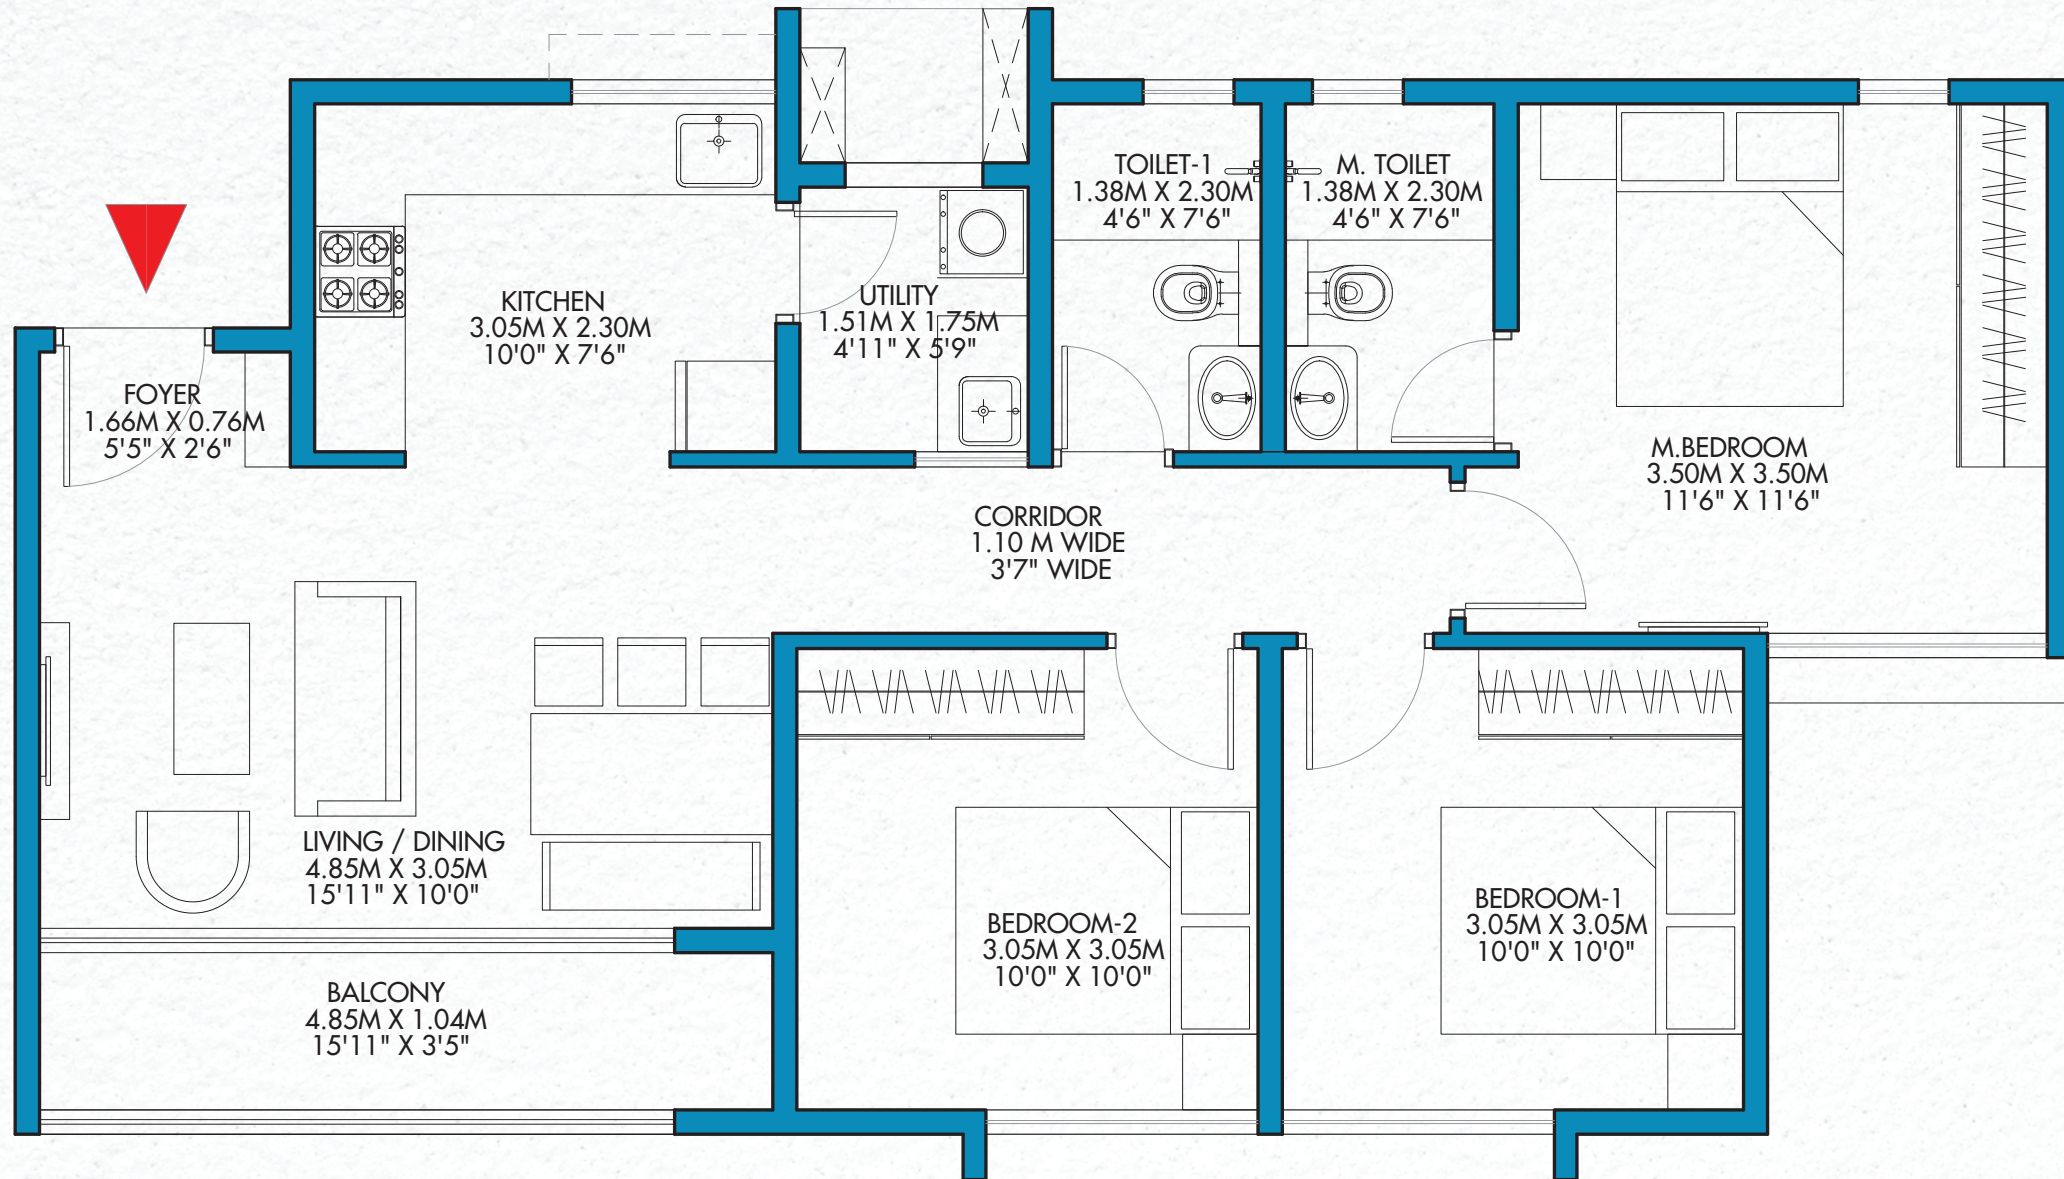 TOILET-1
1.38M X 2.30M
4'6" X 7'6"
M. TOILET
1.38M X 2.30M
4'6" X 7'6"
KITCHEN
3.05M X 2.30M
10'0" X 7'6"
UTILITY
1.51M X 1.75M
4'11" X 5'9"
FOYER
1.66M X 0.76M
5'5" X 2'6"
M.BEDROOM
3.50M X 3.50M
11'6" X 11'6"
CORRIDOR
1.10 M WIDE
3'7" WIDE
LIVING / DINING
4.85M X 3.05M
15'11" X 10'0"
BEDROOM-2
3.05M X 3.05M
10'0" X 10'0"
BEDROOM-1
3.05M X 3.05M
10'0" X 10'0"
BALCONY
4.85M X 1.04M
15'11" X 3'5"